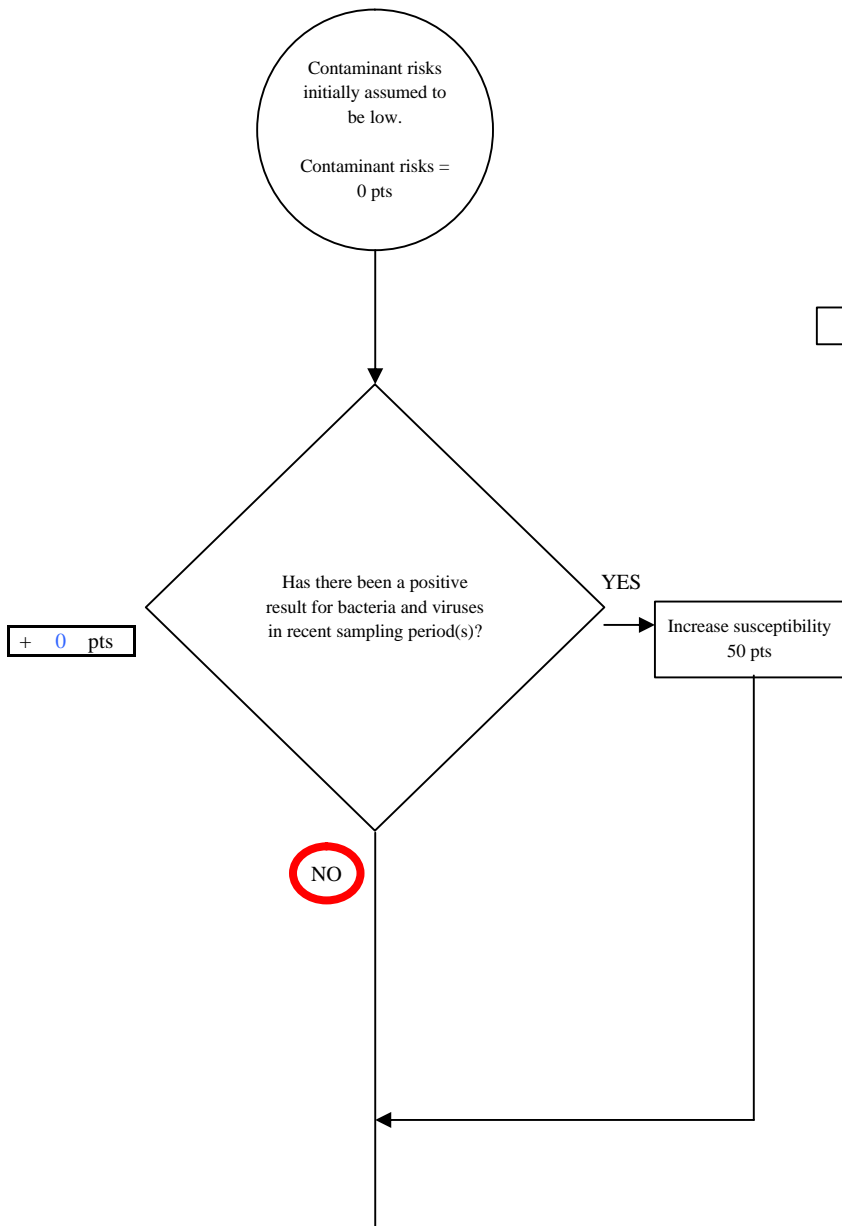 Contaminant risks
initially assumed to
be low.
Contaminant risks =
0 pts
Has there been a positive
result for bacteria and viruses
in recent sampling period(s)?
YES
Increase susceptibility
50 pts
+ 0 pts
NO